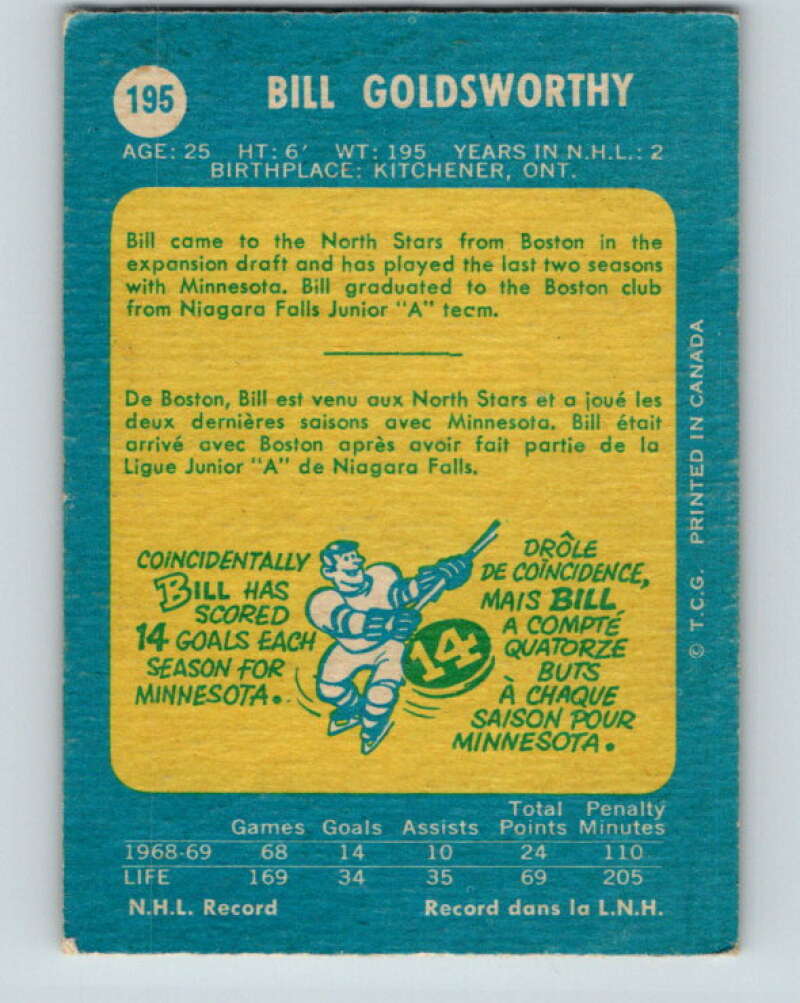 195
BILL GOLDSWORTHY
AGE: 25 HT: 6' WT: 195 YEARS IN N.H.L.: 2
BIRTHPLACE: KITCHENER, ONT.
Bill came to the North Stars from Boston in the
expansion draft and has played the last two seasons
with Minnesota. Bill graduated to the Boston club
from Niagara Falls Junior "A" team.
De Boston, Bill est venu aux North Stars et a joué les
deux dernières saisons avec Minnesota. Bill était
arrivé avec Boston après avoir fait partie de la
Ligue Junior "A" de Niagara Falls.
COINCIDENTALLY
BILL HAS
SCORED
14 GOALS EACH
SEASON FOR
MINNESOTA.
14
DRÔLE
DE COÏNCIDENCE,
MAIS BILL
A COMPTÉ
QUATORZE
BUTS
À CHAQUE
SAISON POUR
MINNESOTA.
© T.C.G. PRINTED IN CANADA
Total Penalty
Games Goals Assists Points Minutes
1968-69 68 14 10 24 110
LIFE 169 34 35 69 205
N.H.L. Record Record dans la L.N.H.